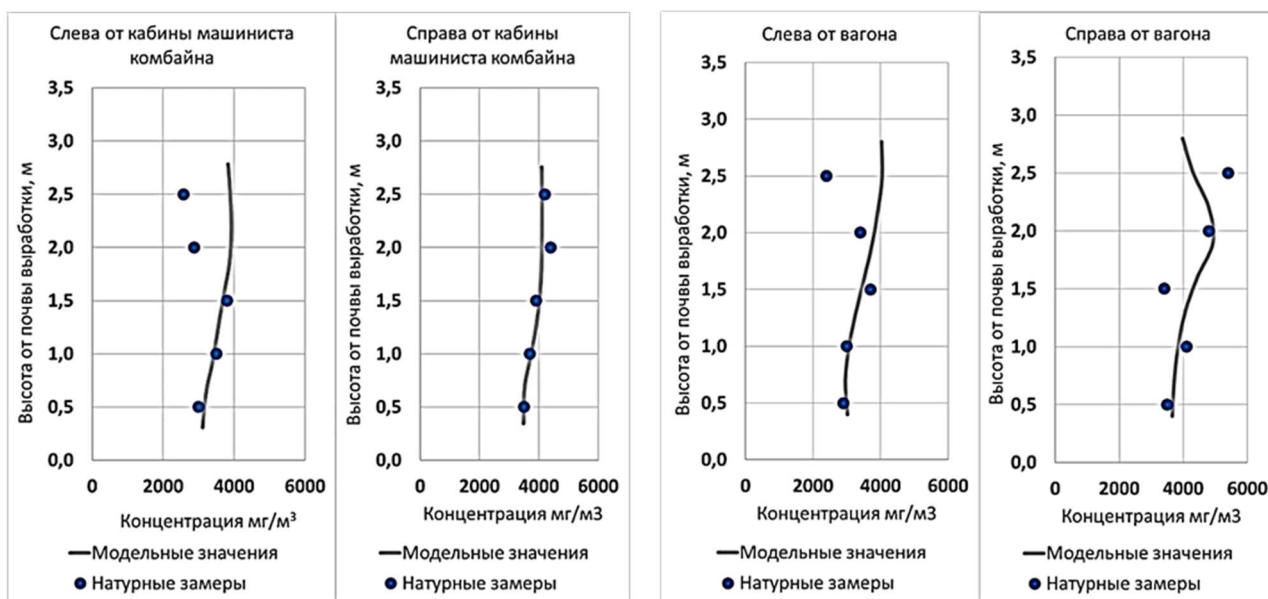 Слева от кабины машиниста
комбайна
Высота от почвы выработки, м
3,5
3,0
2,5
2,0
1,5
1,0
0,5
0,0
0 2000 4000 6000
Концентрация мг/м³
Модельные значения
Натурные замеры
Справа от кабины
машиниста комбайна
Высота от почвы выработки, м
3,5
3,0
2,5
2,0
1,5
1,0
0,5
0,0
0 2000 4000 6000
Концентрация мг/м3
Модельные значения
Натурные замеры
Слева от вагона
Высота от почвы выработки, м
3,5
3,0
2,5
2,0
1,5
1,0
0,5
0,0
0 2000 4000 6000
Концентрация мг/м3
Модельные значения
Натурные замеры
Справа от вагона
Высота от почвы выработки, м
3,5
3,0
2,5
2,0
1,5
1,0
0,5
0,0
0 2000 4000 6000
Концентрация мг/м3
Модельные значения
Натурные замеры